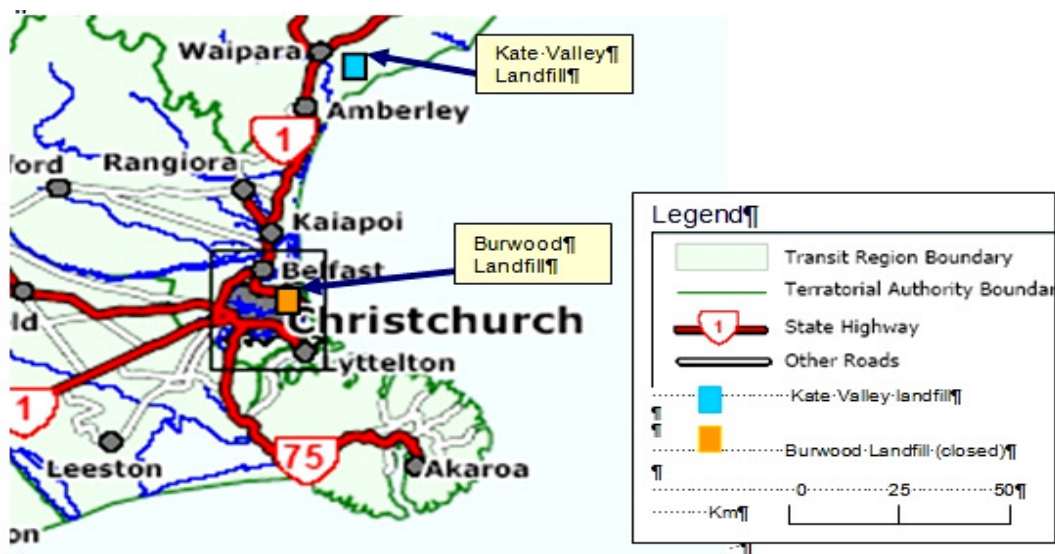 Waipara
Kate·Valley¶
Landfill¶
Amberley
1
Rangiora
ford
Kaiapoi
Burwood¶
Landfill¶
Belfast
Christchurch
ld
Lyttelton
1
75
Leeston
Akaroa
on
Legend¶
Transit Region Boundary
Terratorial Authority Boundar
1
State Highway
Other Roads
Kate·Valley·landfill¶
¶
¶
Burwood·Landfill·(closed)¶
¶
0 25 50¶
Km¶
¶